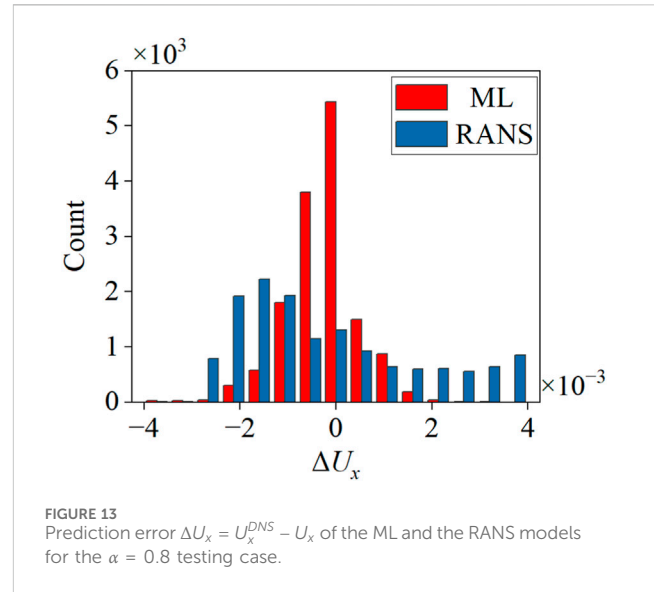 ×10³
6
5
4
3
2
1
0
Count
ML
RANS
−4
−2
0
2
4
×10⁻³
ΔUₓ
FIGURE 13
Prediction error ΔUₓ = Uₓᴰᴺˢ − Uₓ of the ML and the RANS models
for the α = 0.8 testing case.